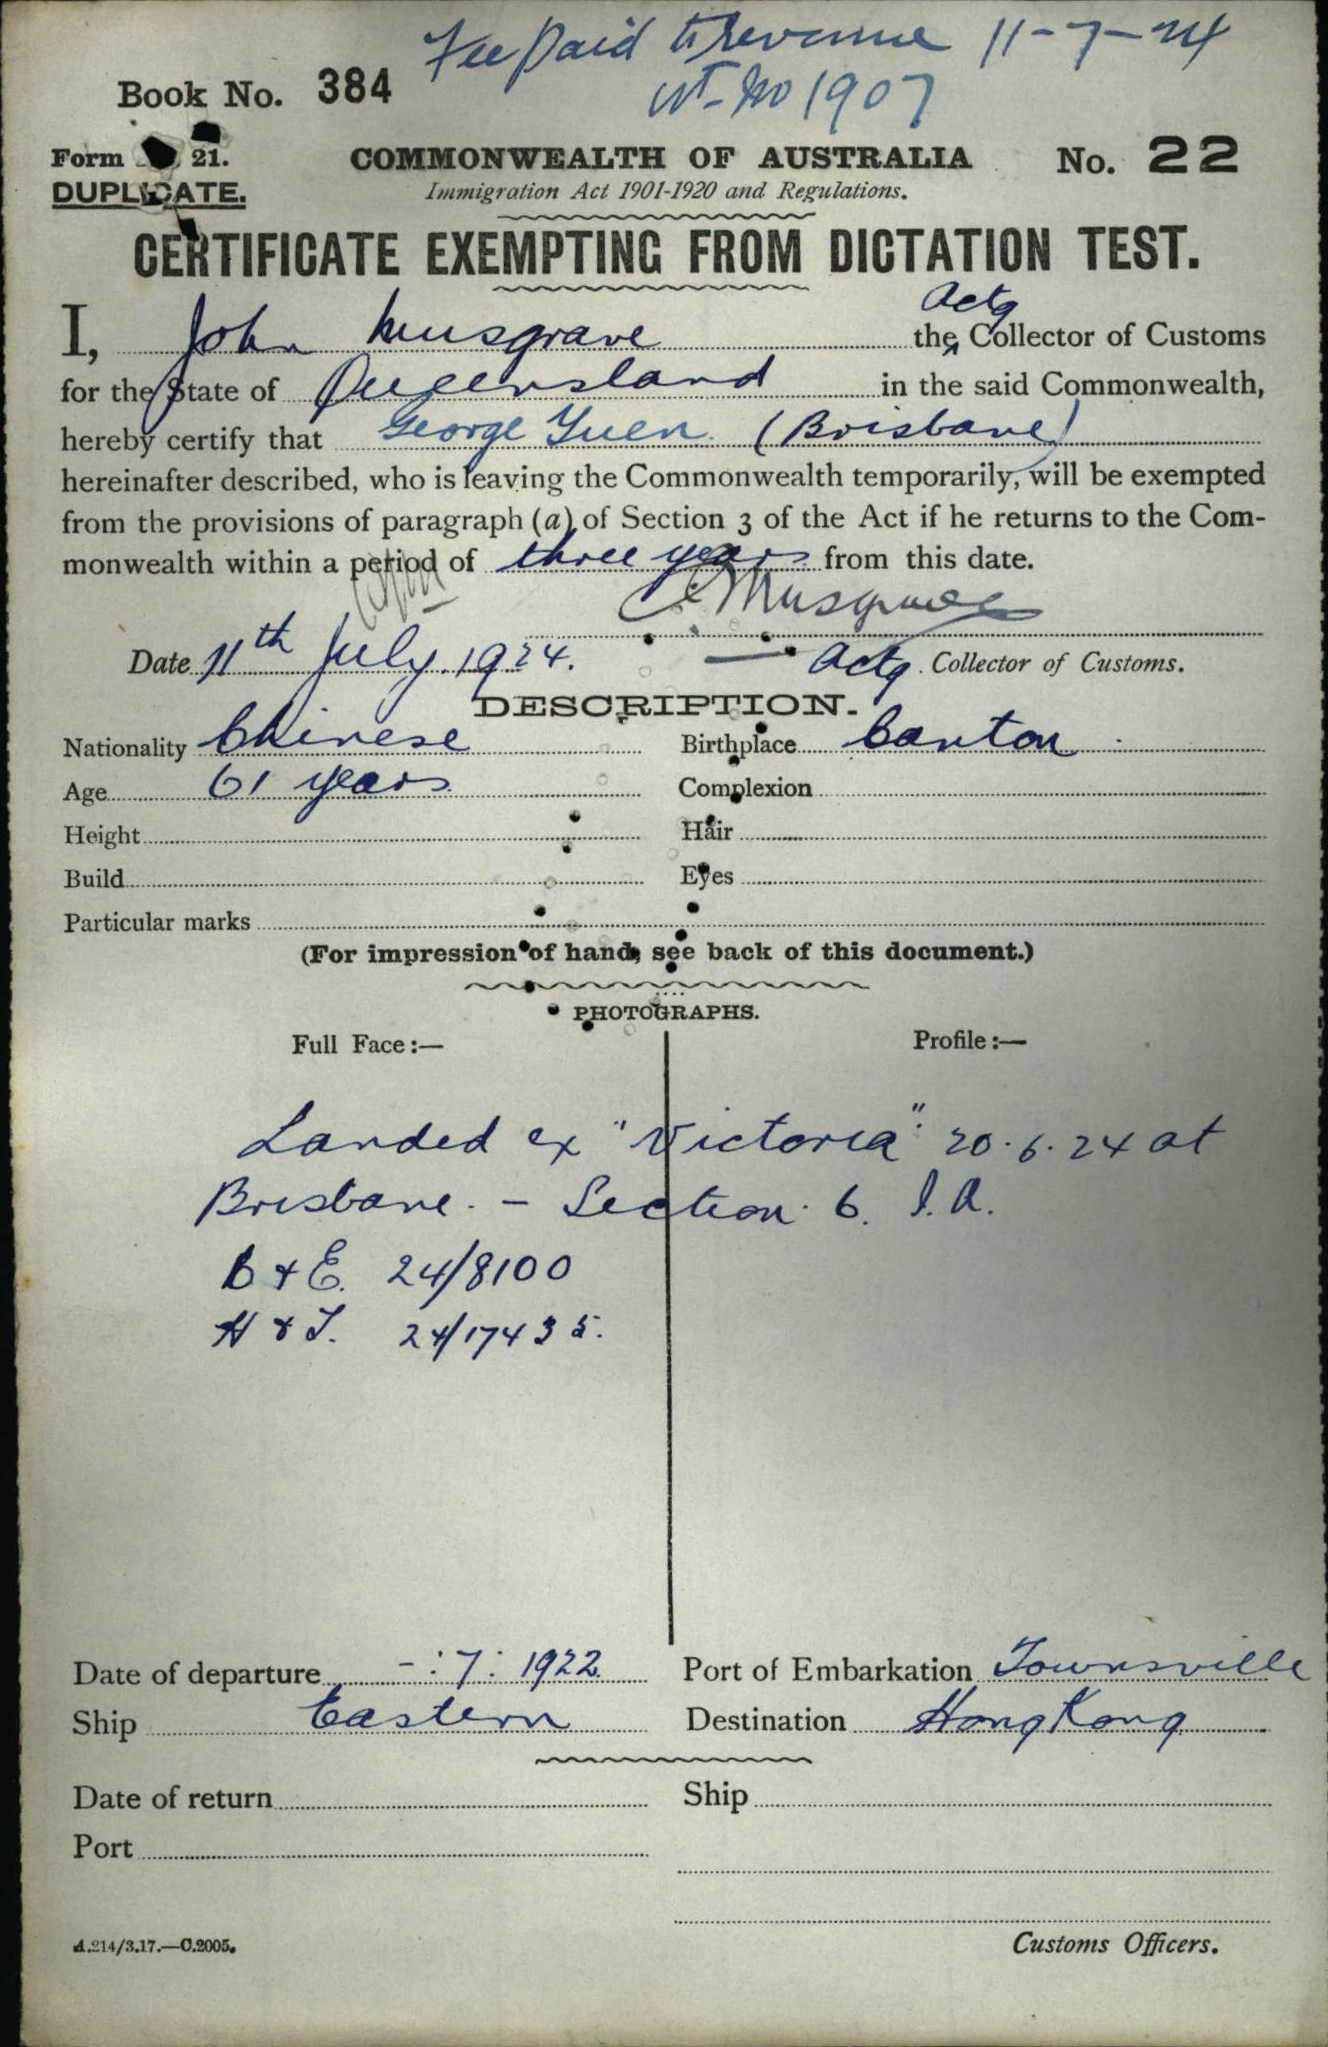 Fee paid to Revenue 11-7-24
No 1907
Book No. 384
Form 21.
DUPLICATE.
COMMONWEALTH OF AUSTRALIA
No. 22
Immigration Act 1901-1920 and Regulations.
CERTIFICATE EXEMPTING FROM DICTATION TEST.
I, John Musgrave the Actg Collector of Customs
for the State of Queensland in the said Commonwealth,
hereby certify that George Yuen (Brisbane)
hereinafter described, who is leaving the Commonwealth temporarily, will be exempted
from the provisions of paragraph (a) of Section 3 of the Act if he returns to the Com-
monwealth within a period of three years from this date.
Musgrave
Date 11th July 1924.
Actg Collector of Customs.
DESCRIPTION.
Nationality Chinese Birthplace Canton
Age 61 years Complexion
Height Hair
Build Eyes
Particular marks
(For impression of hand, see back of this document.)
PHOTOGRAPHS.
Full Face:— Profile:—
Landed ex "Victoria" 20.6.24 at
Brisbane. - Section 6. I.A.
B & E. 24/8100
H & T. 24/17435.
Date of departure -:7:1922 Port of Embarkation Townsville
Ship Eastern Destination Hong Kong
Date of return Ship
Port
A.214/3.17.—C.2005.
Customs Officers.